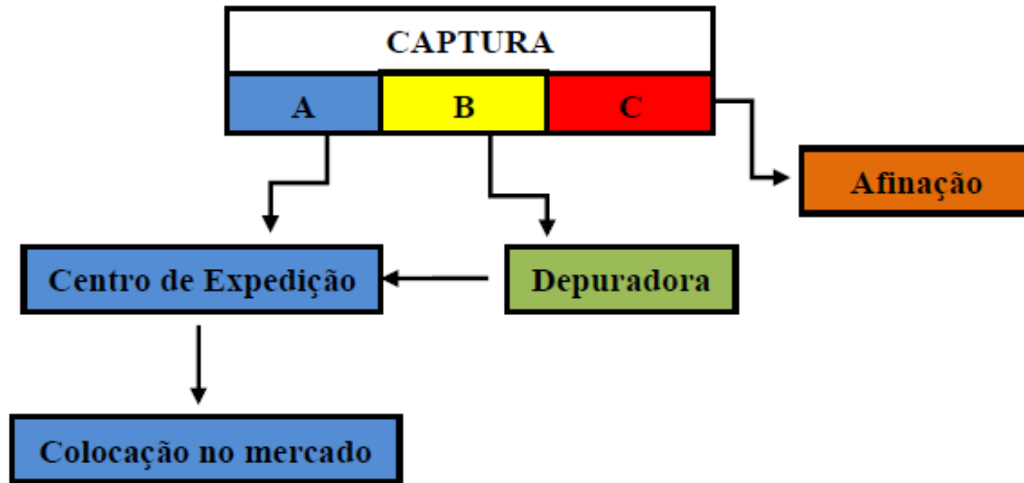 CAPTURA
A
B
C
Afinação
Centro de Expedição
Depuradora
Colocação no mercado